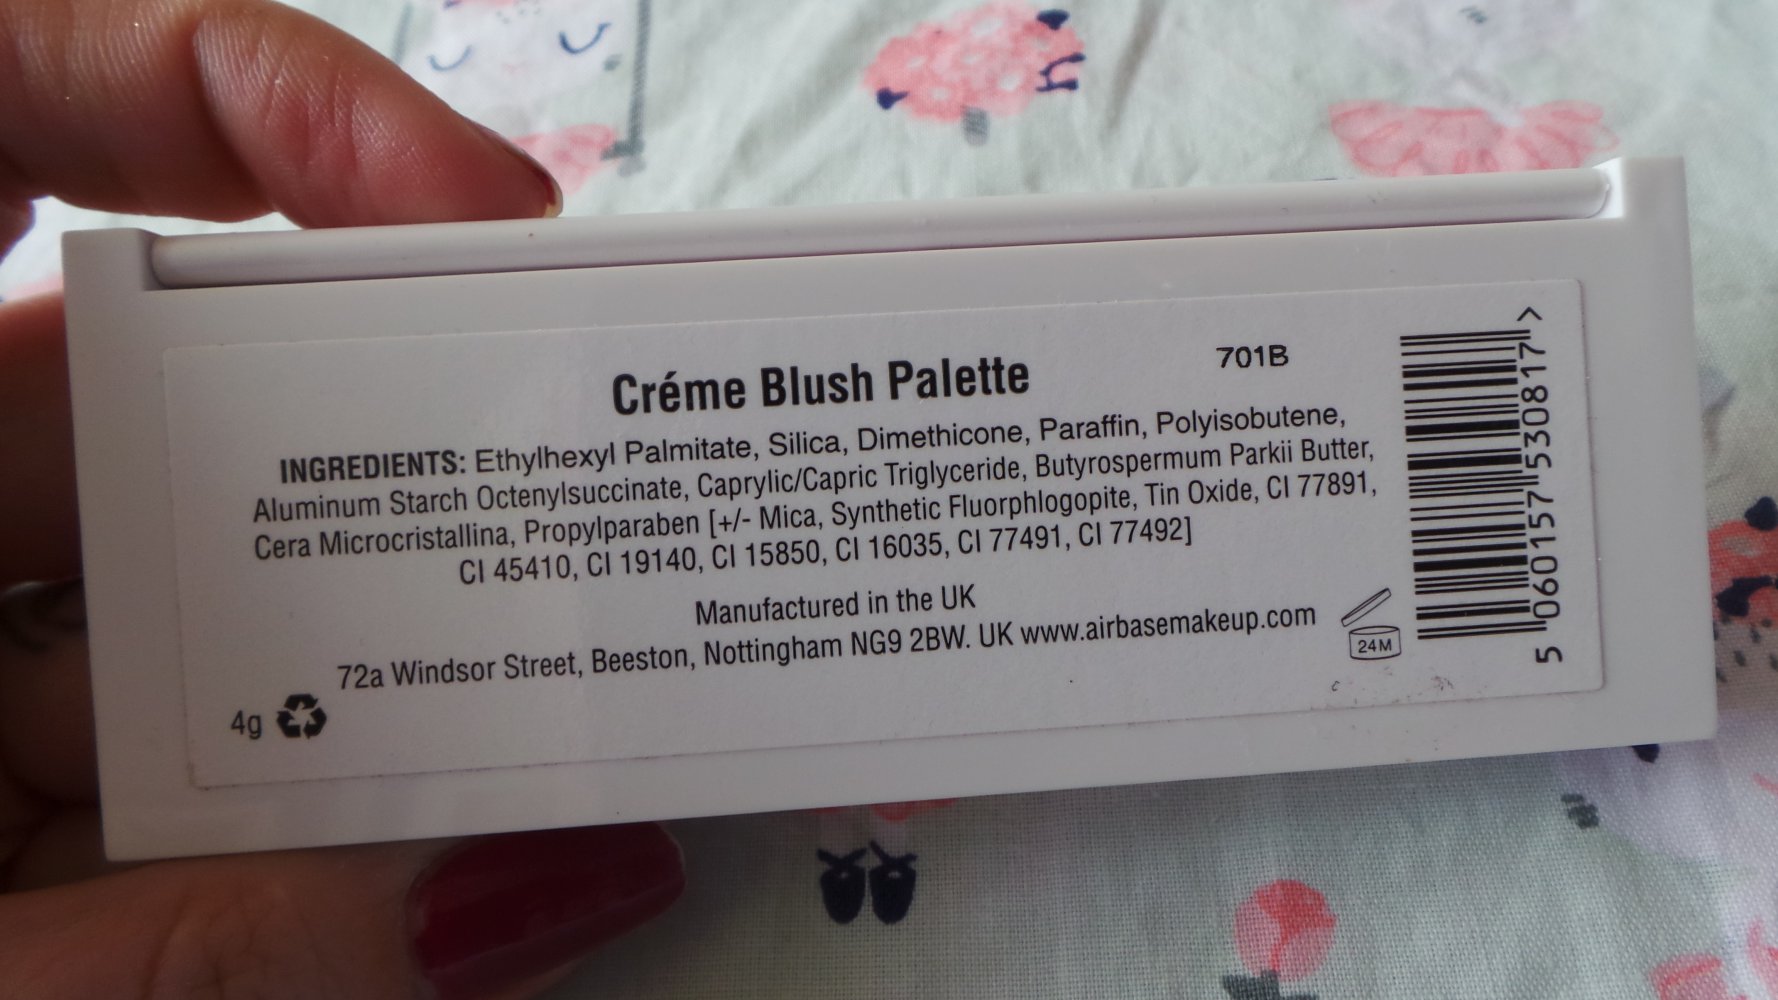 Créme Blush Palette
701B
INGREDIENTS: Ethylhexyl Palmitate, Silica, Dimethicone, Paraffin, Polyisobutene,
Aluminum Starch Octenylsuccinate, Caprylic/Capric Triglyceride, Butyrospermum Parkii Butter,
Cera Microcristallina, Propylparaben [+/- Mica, Synthetic Fluorphlogopite, Tin Oxide, CI 77891,
CI 45410, CI 19140, CI 15850, CI 16035, CI 77491, CI 77492]
Manufactured in the UK
72a Windsor Street, Beeston, Nottingham NG9 2BW. UK www.airbasemakeup.com
4g
24M
5 060157 530817 >